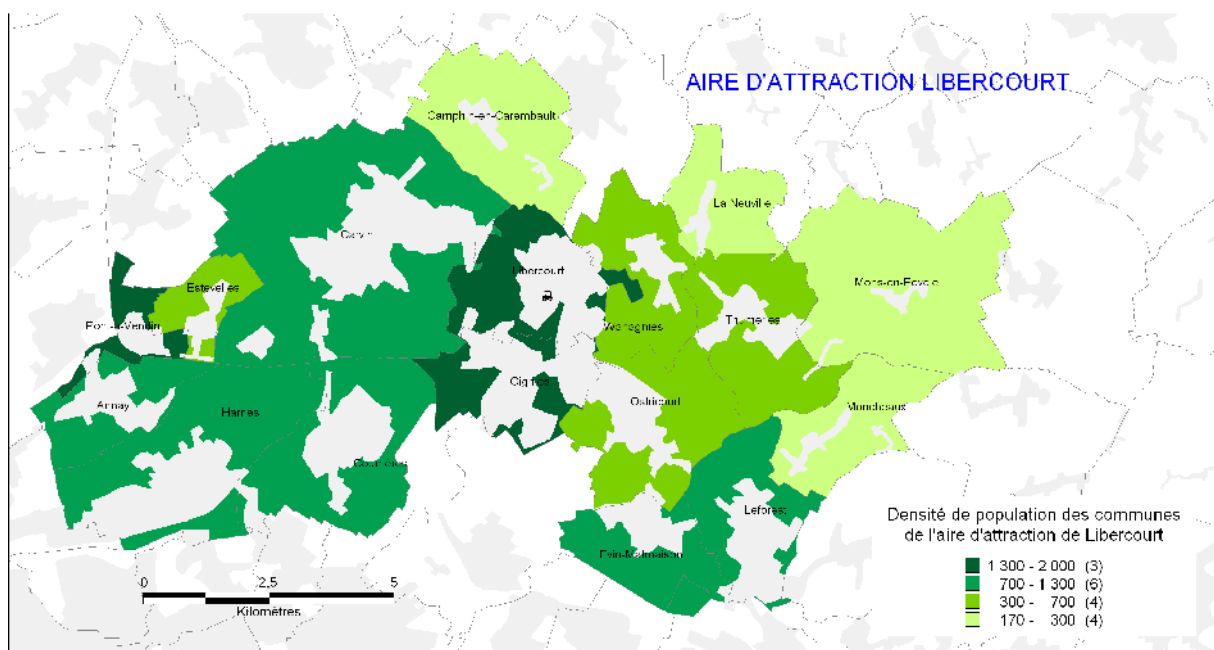 AIRE D'ATTRACTION LIBERCOURT
Camphin-en-Carembault
La Neuville
Carvin
Libercourt
Mons-en-Pévèle
Estevelles
Pont-à-Vendin
Wahagnies
Thumeries
Oignies
Annay
Harnes
Ostricourt
Moncheaux
Courrières
Leforest
Evin-Malmaison
Densité de population des communes
de l'aire d'attraction de Libercourt
1 300 - 2 000 (3)
700 - 1 300 (6)
300 - 700 (4)
170 - 300 (4)
0 2,5 5
Kilomètres